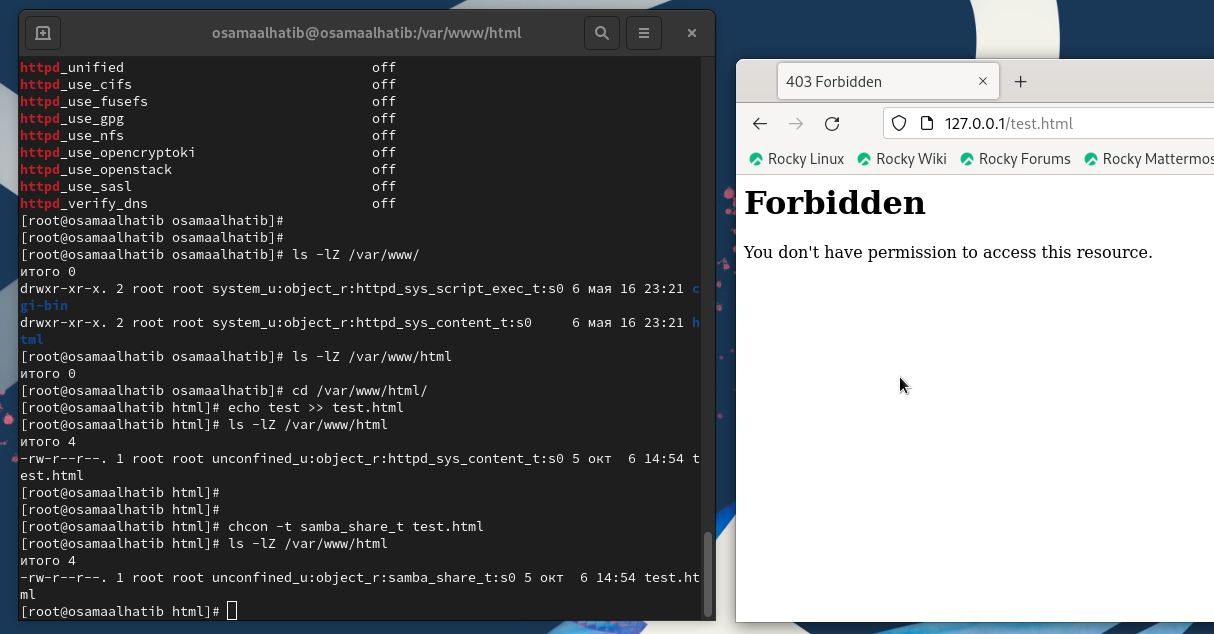 osamaalhatib@osamaalhatib:/var/www/html
httpd_unified off
httpd_use_cifs off
httpd_use_fusefs off
httpd_use_gpg off
httpd_use_nfs off
httpd_use_opencryptoki off
httpd_use_openstack off
httpd_use_sasl off
httpd_verify_dns off
[root@osamaalhatib osamaalhatib]#
[root@osamaalhatib osamaalhatib]#
[root@osamaalhatib osamaalhatib]# ls -lZ /var/www/
итого 0
drwxr-xr-x. 2 root root system_u:object_r:httpd_sys_script_exec_t:s0 6 мая 16 23:21 c
gi-bin
drwxr-xr-x. 2 root root system_u:object_r:httpd_sys_content_t:s0 6 мая 16 23:21 h
tml
[root@osamaalhatib osamaalhatib]# ls -lZ /var/www/html
итого 0
[root@osamaalhatib osamaalhatib]# cd /var/www/html/
[root@osamaalhatib html]# echo test >> test.html
[root@osamaalhatib html]# ls -lZ /var/www/html
итого 4
-rw-r--r--. 1 root root unconfined_u:object_r:httpd_sys_content_t:s0 5 окт 6 14:54 t
est.html
[root@osamaalhatib html]#
[root@osamaalhatib html]#
[root@osamaalhatib html]# chcon -t samba_share_t test.html
[root@osamaalhatib html]# ls -lZ /var/www/html
итого 4
-rw-r--r--. 1 root root unconfined_u:object_r:samba_share_t:s0 5 окт 6 14:54 test.ht
ml
[root@osamaalhatib html]#
403 Forbidden
127.0.0.1/test.html
Rocky Linux Rocky Wiki Rocky Forums Rocky Mattermos
Forbidden
You don't have permission to access this resource.